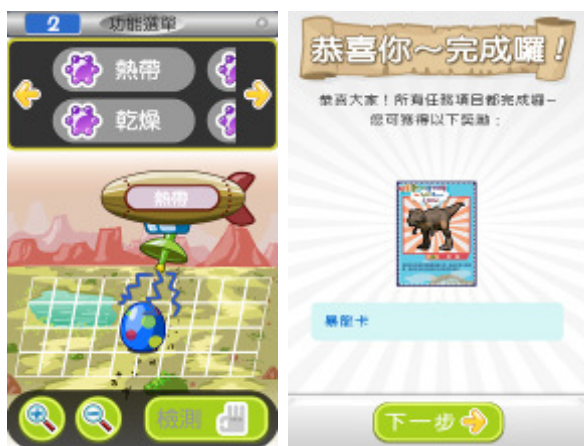 2
功能選單
熱帶
乾燥
熱帶
檢測
恭喜你~完成囉!
恭喜大家!所有任務項目都完成囉~
您可獲得以下獎勵:
暴龍卡
下一步